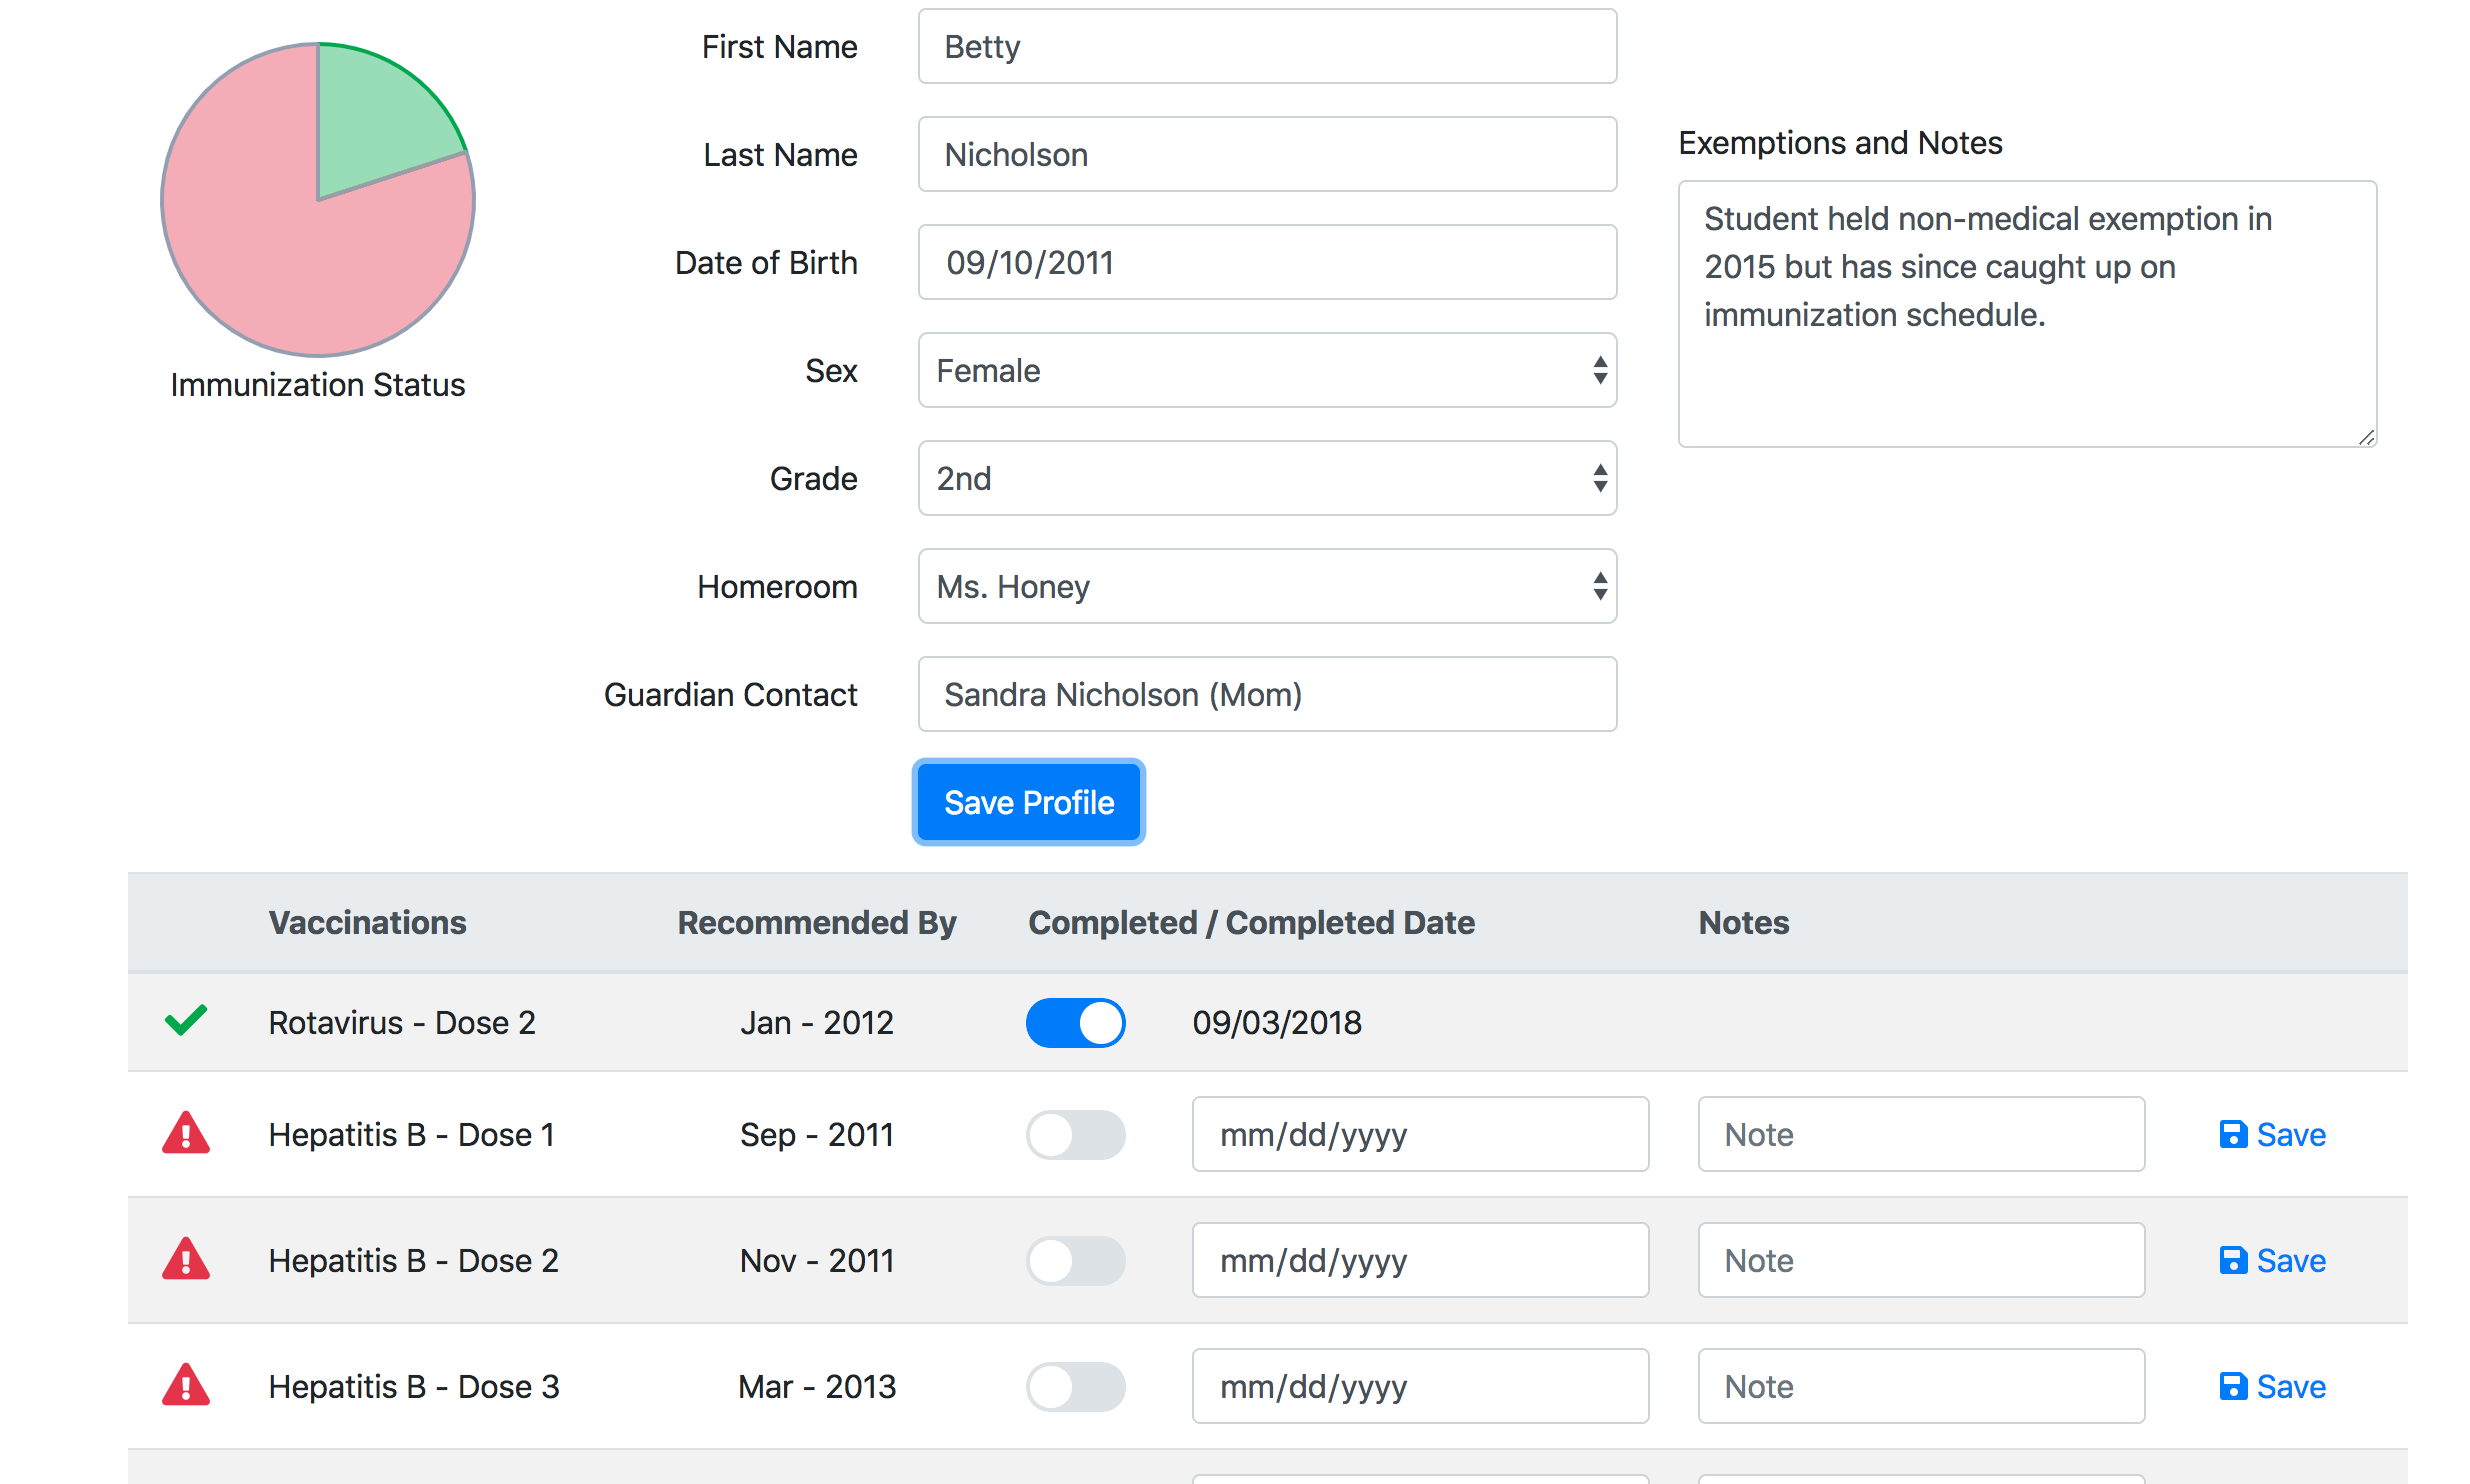 First Name
Betty
Last Name
Nicholson
Date of Birth
09/10/2011
Sex
Female
Grade
2nd
Homeroom
Ms. Honey
Guardian Contact
Sandra Nicholson (Mom)
Save Profile
Immunization Status
Exemptions and Notes
Student held non-medical exemption in
2015 but has since caught up on
immunization schedule.
Vaccinations Recommended By Completed / Completed Date Notes
Rotavirus - Dose 2 Jan - 2012 09/03/2018
Hepatitis B - Dose 1 Sep - 2011 mm/dd/yyyy Note Save
Hepatitis B - Dose 2 Nov - 2011 mm/dd/yyyy Note Save
Hepatitis B - Dose 3 Mar - 2013 mm/dd/yyyy Note Save